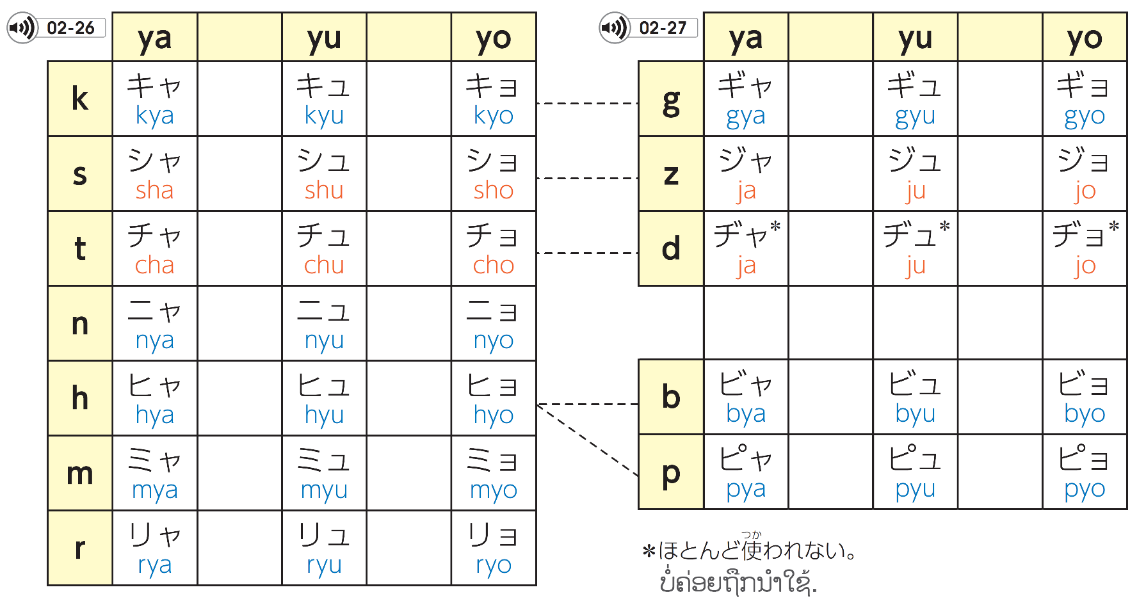 02-26 ya yu yo
k キャ キュ キョ
kya kyu kyo
s シャ シュ ショ
sha shu sho
t チャ チュ チョ
cha chu cho
n ニャ ニュ ニョ
nya nyu nyo
h ヒャ ヒュ ヒョ
hya hyu hyo
m ミャ ミュ ミョ
mya myu myo
r リャ リュ リョ
rya ryu ryo
02-27 ya yu yo
g ギャ ギュ ギョ
gya gyu gyo
z ジャ ジュ ジョ
ja ju jo
d ヂャ* ヂュ* ヂョ*
ja ju jo
b ビャ ビュ ビョ
bya byu byo
p ピャ ピュ ピョ
pya pyu pyo
つか
*ほとんど使われない。
ບໍ່ຄ່ອຍຖືກນຳໃຊ້.